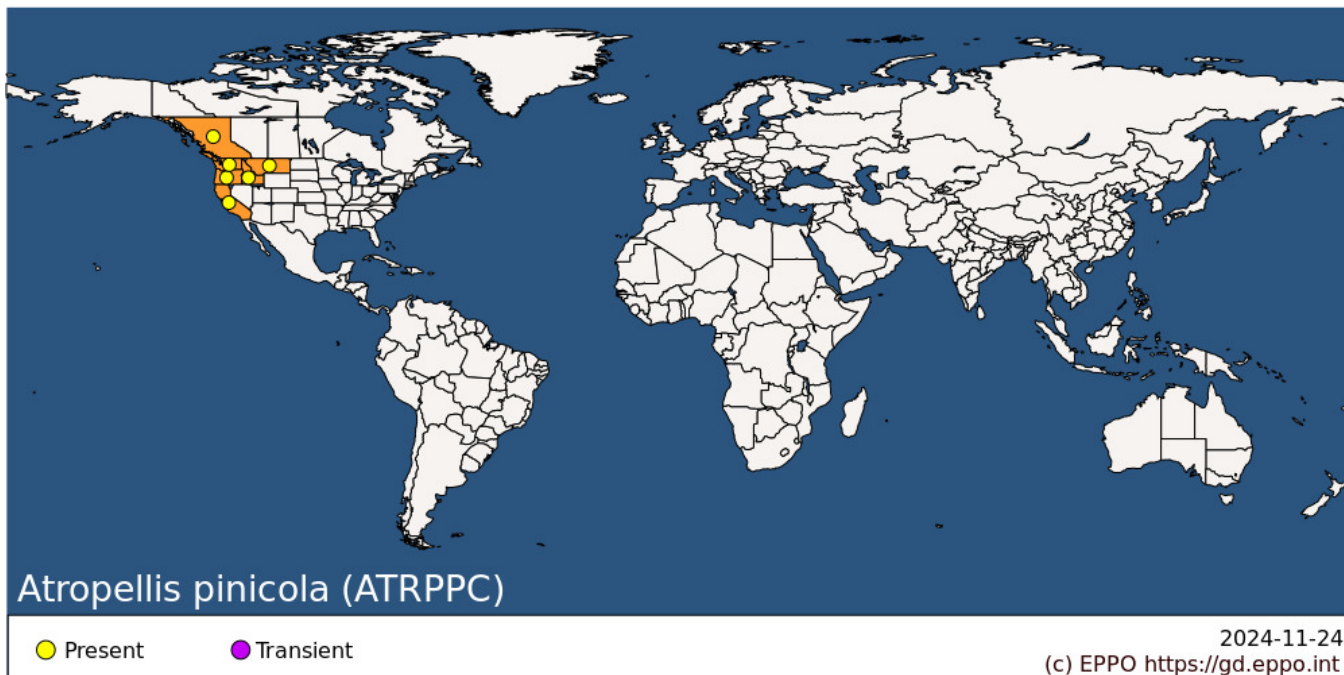 Atropellis pinicola (ATRPPC)
Present
Transient
2024-11-24
(c) EPPO https://gd.eppo.int